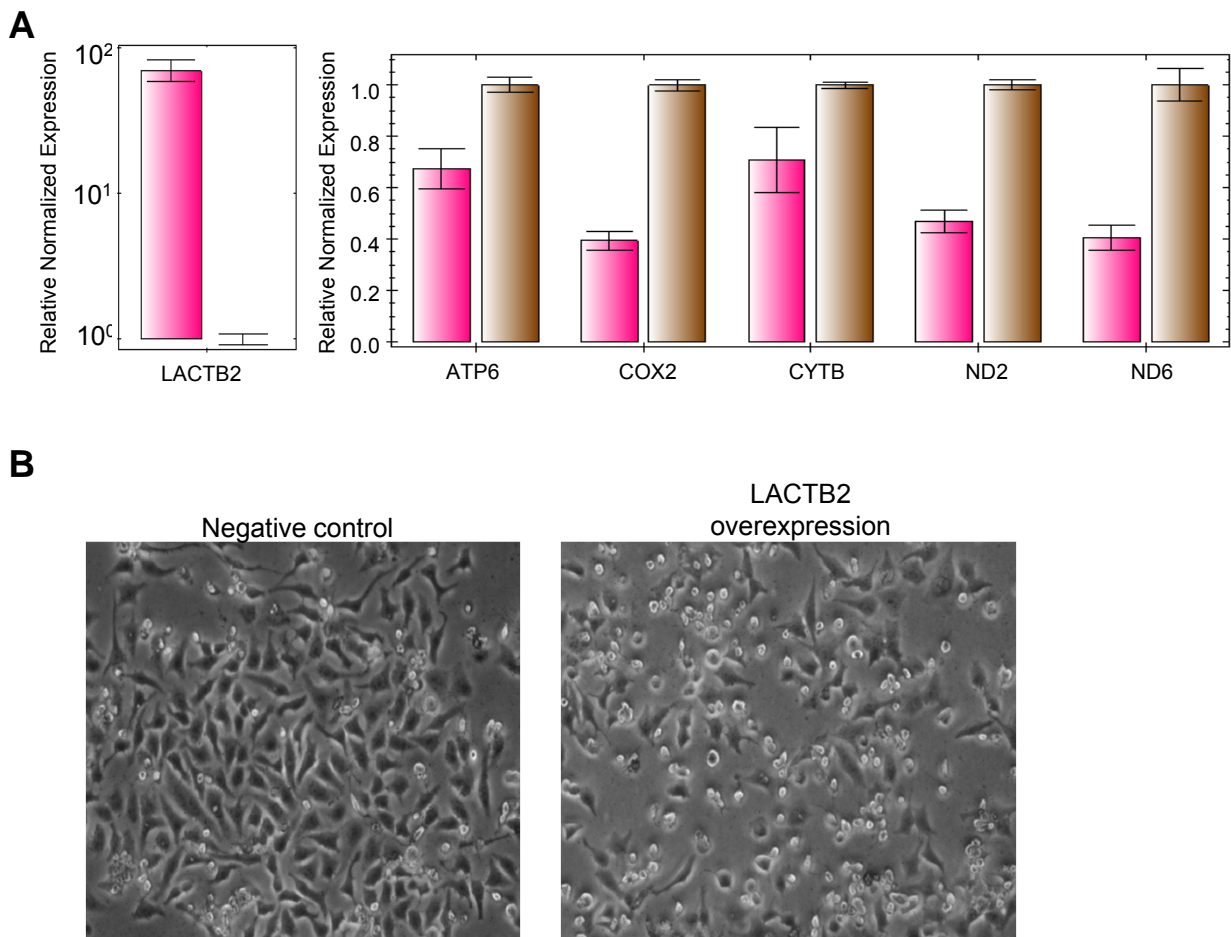 A
Relative Normalized Expression
10²
10¹
10⁰
LACTB2
Relative Normalized Expression
1.0
0.8
0.6
0.4
0.2
0.0
ATP6 COX2 CYTB ND2 ND6
B
Negative control
LACTB2
overexpression